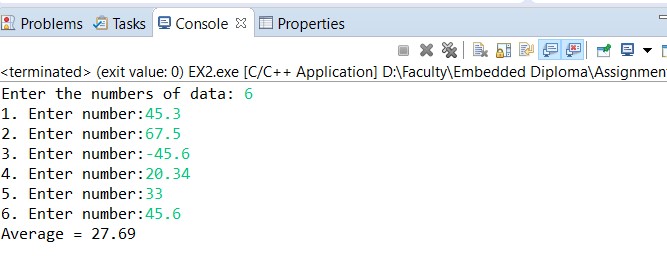 Problems Tasks Console Properties
<terminated> (exit value: 0) EX2.exe [C/C++ Application] D:\Faculty\Embedded Diploma\Assignmen
Enter the numbers of data: 6
1. Enter number:45.3
2. Enter number:67.5
3. Enter number:-45.6
4. Enter number:20.34
5. Enter number:33
6. Enter number:45.6
Average = 27.69